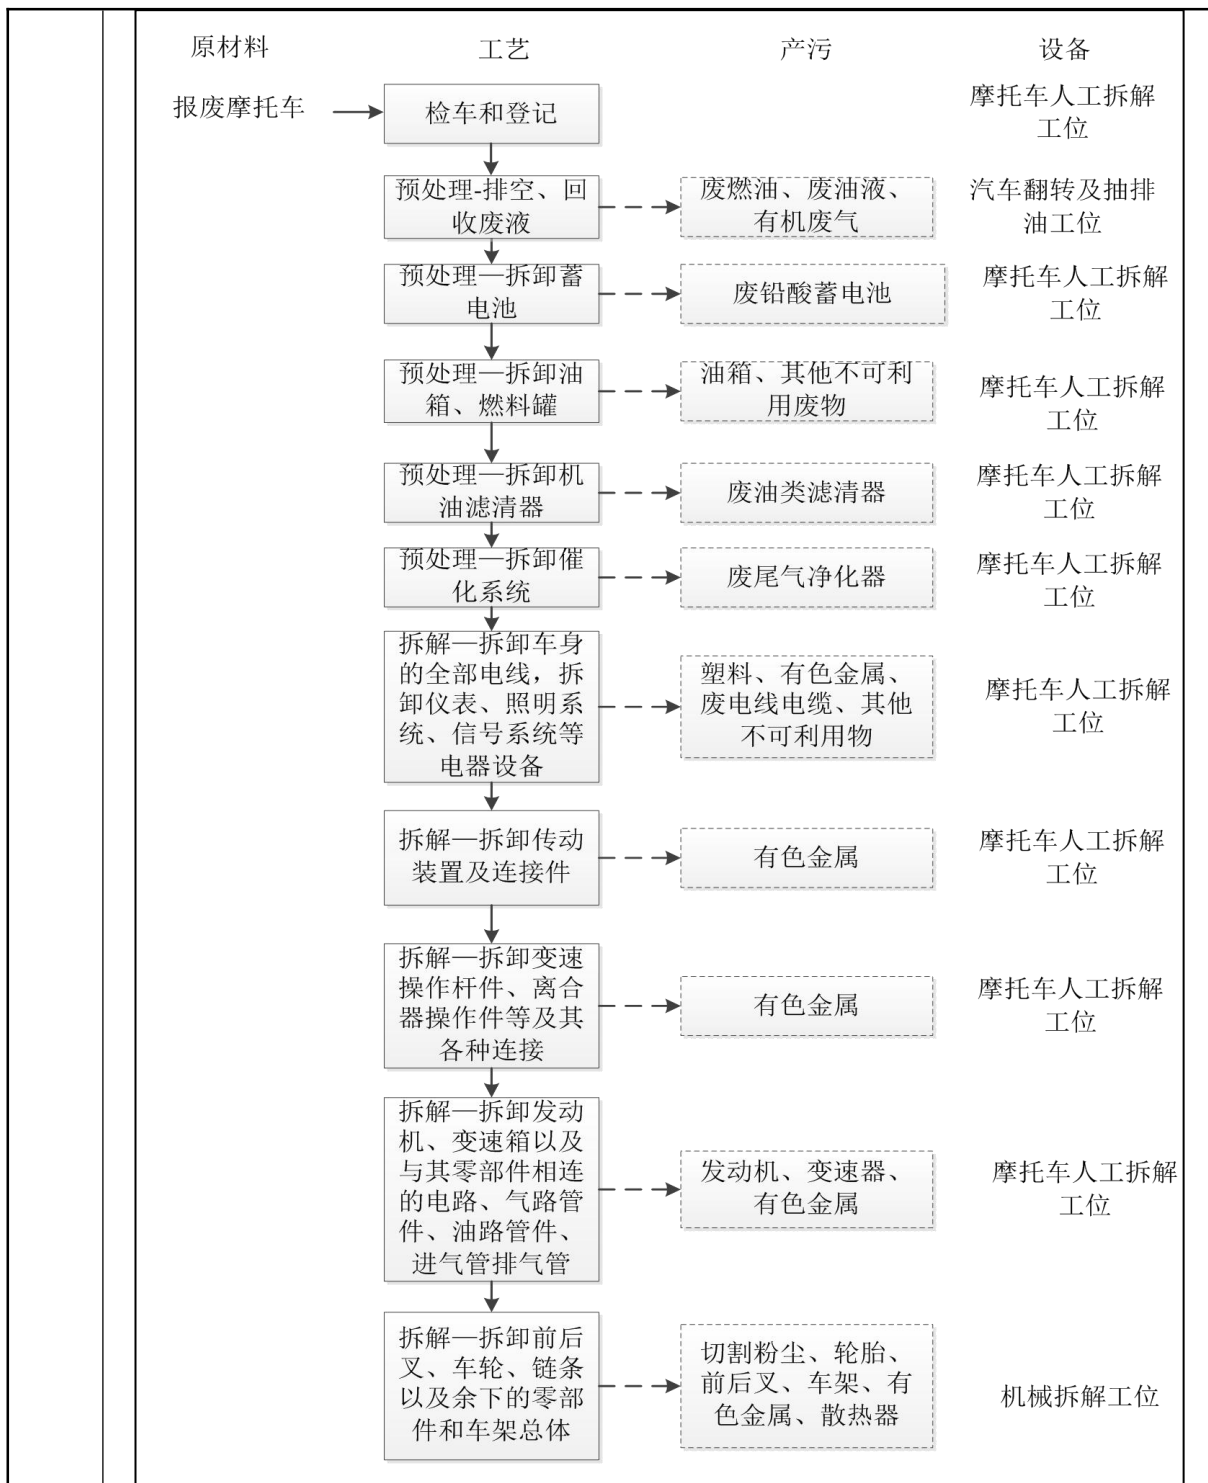 原材料
工艺
产污
设备
报废摩托车
检车和登记
摩托车人工拆解
工位
预处理-排空、回
收废液
废燃油、废油液、
有机废气
汽车翻转及抽排
油工位
预处理—拆卸蓄
电池
废铅酸蓄电池
摩托车人工拆解
工位
预处理—拆卸油
箱、燃料罐
油箱、其他不可利
用废物
摩托车人工拆解
工位
预处理—拆卸机
油滤清器
废油类滤清器
摩托车人工拆解
工位
预处理—拆卸催
化系统
废尾气净化器
摩托车人工拆解
工位
拆解—拆卸车身
的全部电线，拆
卸仪表、照明系
统、信号系统等
电器设备
塑料、有色金属、
废电线电缆、其他
不可利用物
摩托车人工拆解
工位
拆解—拆卸传动
装置及连接件
有色金属
摩托车人工拆解
工位
拆解—拆卸变速
操作杆件、离合
器操作件等及其
各种连接
有色金属
摩托车人工拆解
工位
拆解—拆卸发动
机、变速箱以及
与其零部件相连
的电路、气路管
件、油路管件、
进气管排气管
发动机、变速器、
有色金属
摩托车人工拆解
工位
拆解—拆卸前后
叉、车轮、链条
以及余下的零部
件和车架总体
切割粉尘、轮胎、
前后叉、车架、有
色金属、散热器
机械拆解工位